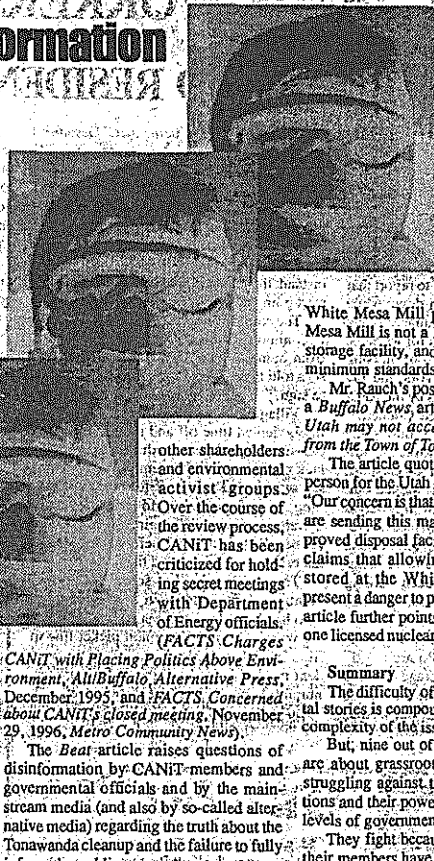 ormation
other shareholders
and environmental
activist groups.
Over the course of
the review process,
CANiT has been
criticized for hold-
ing secret meetings
with Department
of Energy officials.
(FACTS Charges
CANiT with Placing Politics Above Envi-
ronment, Alt/Buffalo Alternative Press,
December, 1995, and FACTS Concerned
about CANiT's closed meeting, November
29, 1996, Metro Community News).
The Beat article raises questions of
disinformation by CANiT members and
governmental officials and by the main-
stream media (and also by so-called alter-
native media) regarding the truth about the
Tonawanda cleanup and the failure to fully
White Mesa Mill
Mesa Mill is not a
storage facility, and
minimum standards
Mr. Rauch's pos
a Buffalo News art
Utah may not acc
from the Town of To
The article quot
person for the Utah
"Our concern is that
are sending this ma
proved disposal fac
claims that allowi
stored at the Whi
present a danger to p
article further point
one licensed nuclear
Summary
The difficulty of
tal stories is compou
complexity of the iss
But, nine out of
are about grassroo
struggling against t
tions and their powe
levels of governmen
They fight becau
their members have